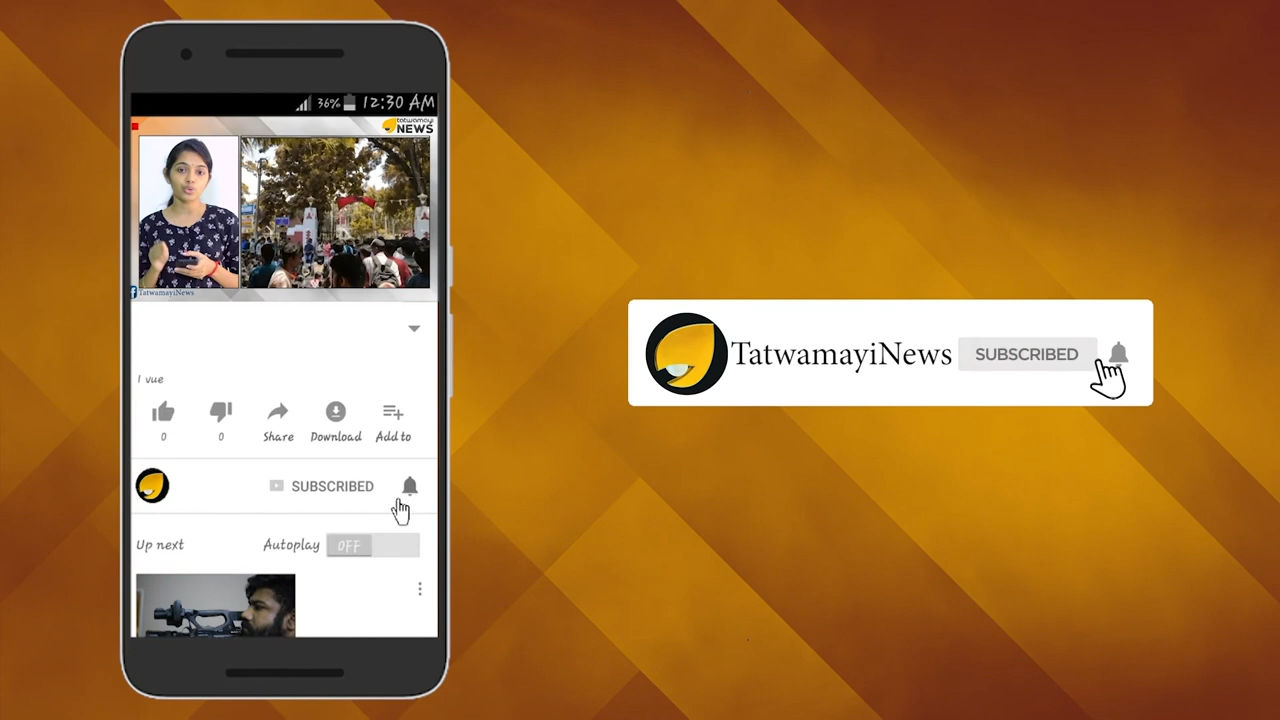 36% 12:30 AM
tatwamayi
NEWS
TatwamayiNews
1 vue
0 0 Share Download Add to
SUBSCRIBED
Up next Autoplay OFF
TatwamayiNews SUBSCRIBED